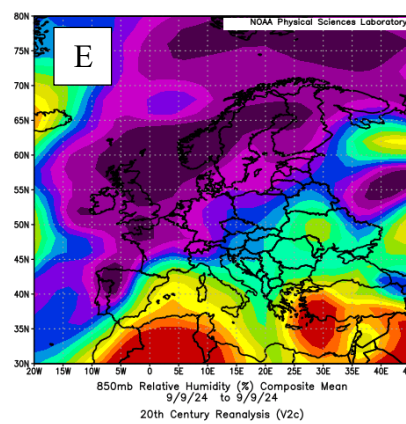 NOAA Physical Sciences Laboratory
E
80N
75N
70N
65N
60N
55N
50N
45N
40N
35N
30N
20W 15W 10W 5W 0 5E 10E 15E 20E 25E 30E 35E 40E
850mb Relative Humidity (%) Composite Mean
9/9/24 to 9/9/24
20th Century Reanalysis (V2c)